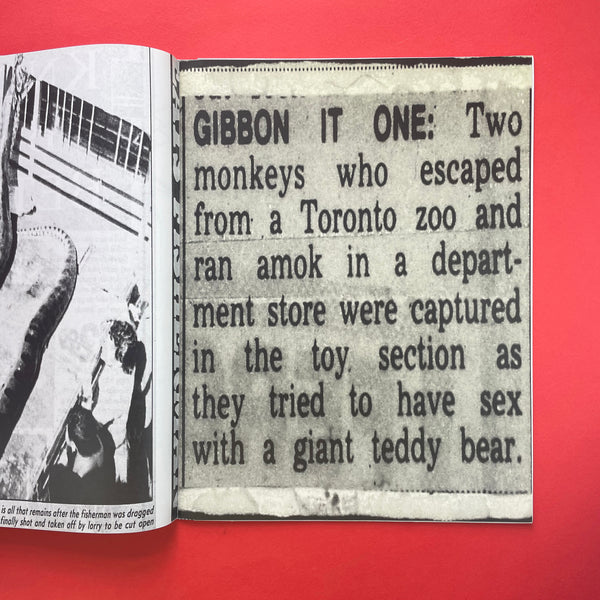 is all that remains after the fisherman was dragged
finally shot and taken off by lorry to be cut open
GIBBON IT ONE: Two
monkeys who escaped
from a Toronto zoo and
ran amok in a depart-
ment store were captured
in the toy section as
they tried to have sex
with a giant teddy bear.